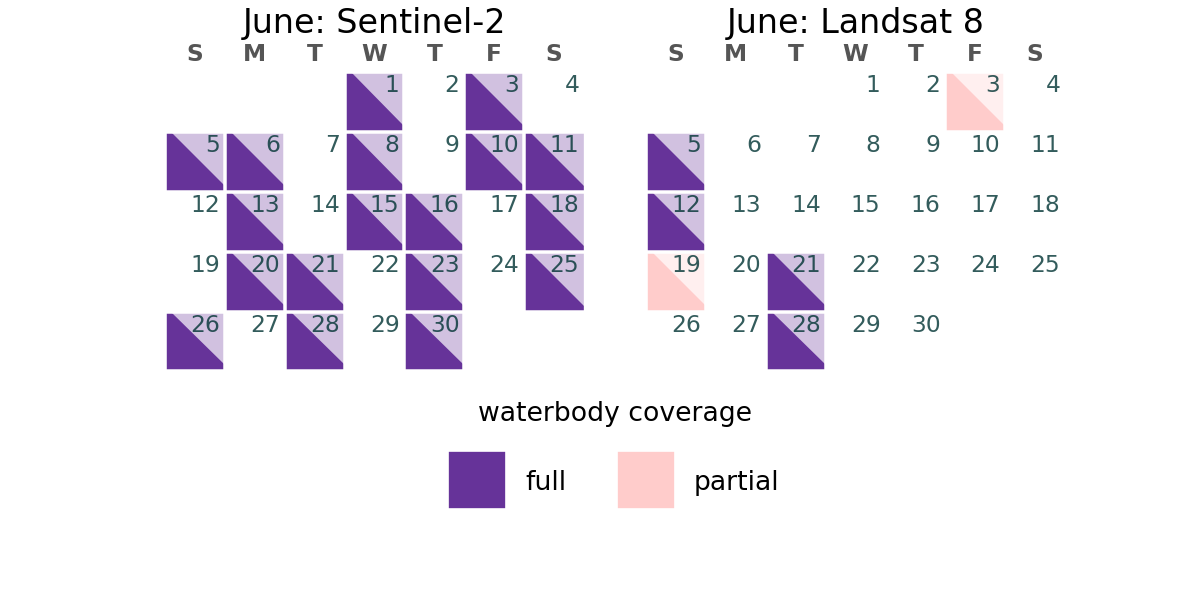 June: Sentinel-2
S M T W T F S
1 2 3 4
5 6 7 8 9 10 11
12 13 14 15 16 17 18
19 20 21 22 23 24 25
26 27 28 29 30
June: Landsat 8
S M T W T F S
1 2 3 4
5 6 7 8 9 10 11
12 13 14 15 16 17 18
19 20 21 22 23 24 25
26 27 28 29 30
waterbody coverage
full
partial